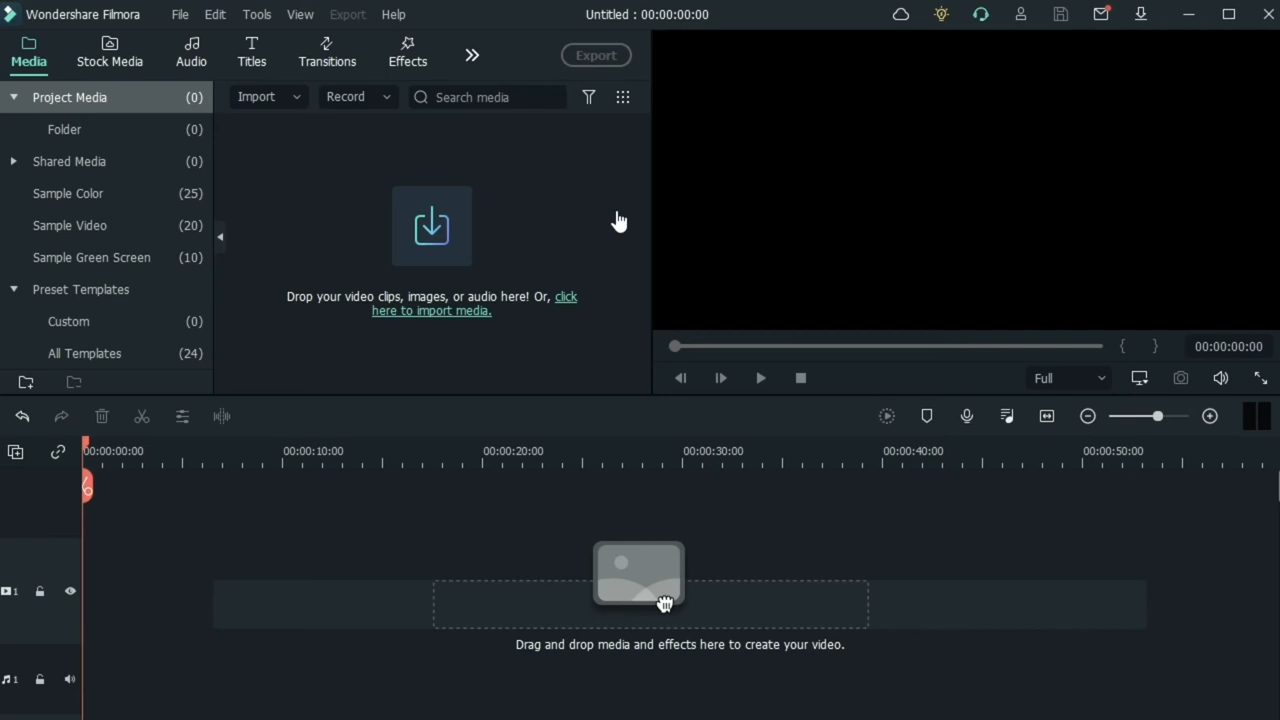 Wondershare Filmora File Edit Tools View Export Help Untitled : 00:00:00:00
Media Stock Media Audio Titles Transitions Effects Export
Project Media (0) Import Record Search media
Folder (0)
Shared Media (0)
Sample Color (25)
Sample Video (20)
Sample Green Screen (10)
Preset Templates
Custom (0)
All Templates (24)
Drop your video clips, images, or audio here! Or, click
here to import media.
00:00:00:00
Full
00:00:00:00 00:00:10:00 00:00:20:00 00:00:30:00 00:00:40:00 00:00:50:00
1
Drag and drop media and effects here to create your video.
1